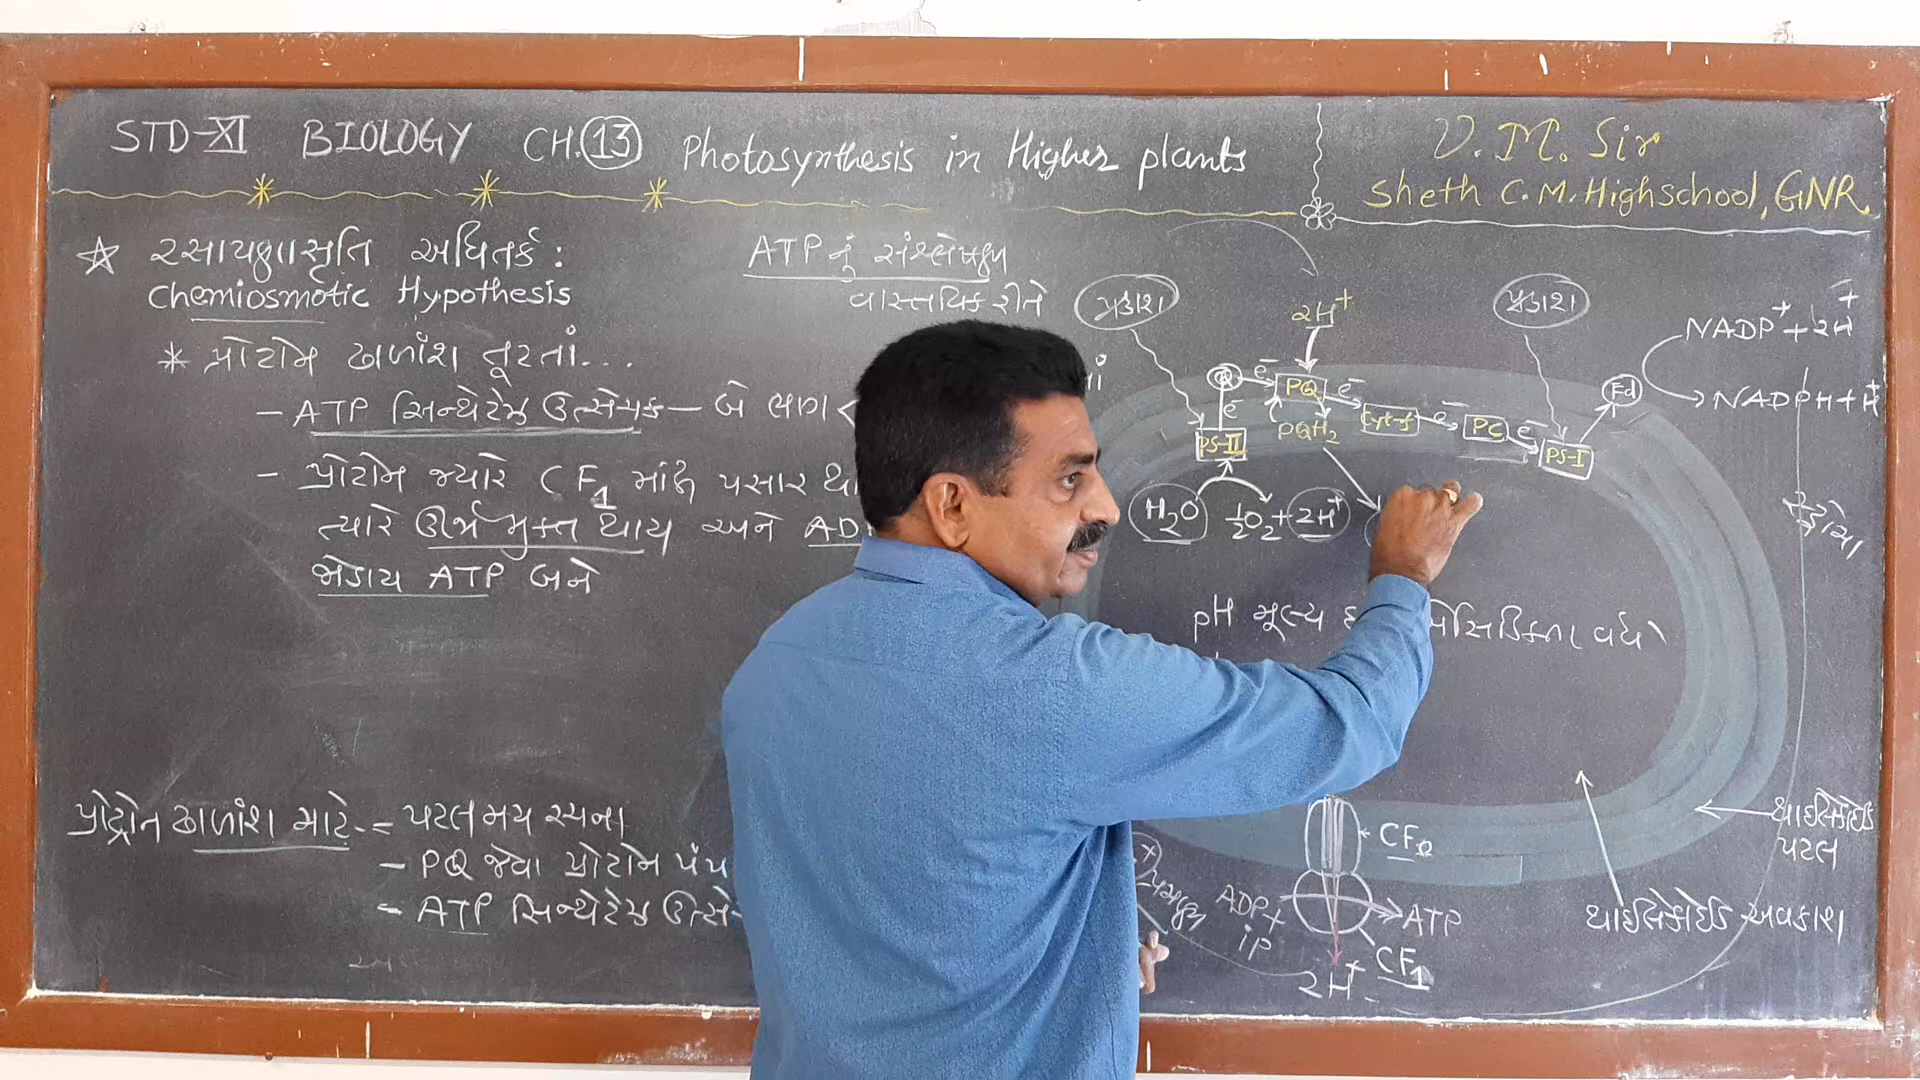 STD-XI BIOLOGY CH. 13 Photosynthesis in Higher plants
V. M. Sir
Sheth C.M. Highschool, GNR.
રસાયણાસૃતિ અધિતર્ક :
Chemiosmotic Hypothesis
* પ્રોટોન ઢાળાંશ તૂટતાં...
- ATP સિન્થેટેઝ ઉત્સેચક - બે ભાગ <
- પ્રોટોન જ્યારે CF1 માંથી પસાર
ત્યારે ઊર્જા મુક્ત થાય અને AD
જોડાય ATP બને
પ્રોટોન ઢાળાંશ માટે - = પટલમય રચના
- PQ જેવા પ્રોટોન પંપ
- ATP સિન્થેટેઝ ઉત્સે
ATP નું સંશ્લેષણ
વાસ્તવિક રીતે
પ્રકાશ
2H+
પ્રકાશ
NADP+ + 2H+
NADPH + H+
Q e- PQ e- Cyt-f e- PC e- PS-I Fd
e-
PS-II
PQH2
H2O ½O2 + 2H+
pH મૂલ્ય
વધે
થાઇલેકોઇડ
પટલ
થાઇલેકોઇડ અવકાશ
CF0
ADP +
iP
ATP
CF1
2H+